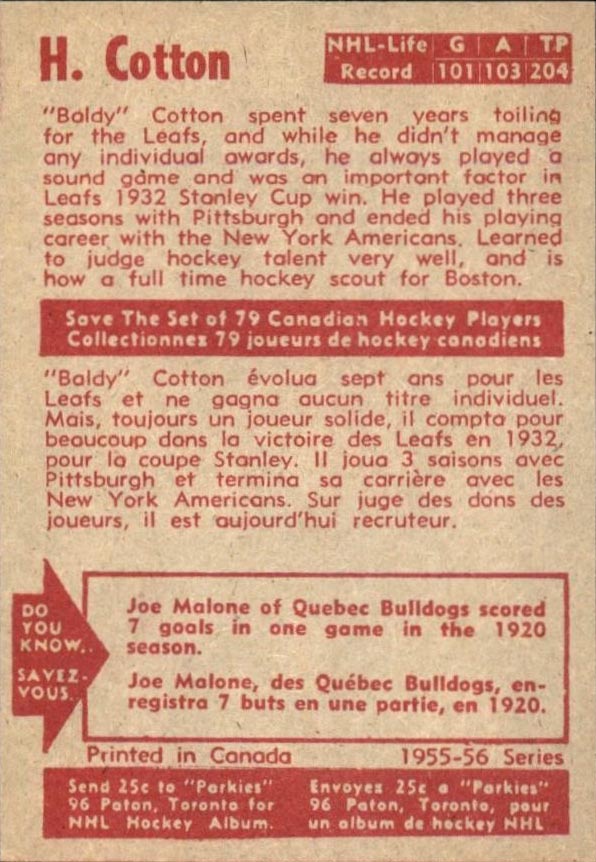 H. Cotton
NHL-Life G A TP
Record 101 103 204
"Baldy" Cotton spent seven years toiling
for the Leafs, and while he didn't manage
any individual awards, he always played a
sound game and was an important factor in
Leafs 1932 Stanley Cup win. He played three
seasons with Pittsburgh and ended his playing
career with the New York Americans. Learned
to judge hockey talent very well, and is
how a full time hockey scout for Boston.
Save The Set of 79 Canadian Hockey Players
Collectionnez 79 joueurs de hockey canadiens
"Baldy" Cotton évolua sept ans pour les
Leafs et ne gagna aucun titre individuel.
Mais, toujours un joueur solide, il compta pour
beaucoup dans la victoire des Leafs en 1932,
pour la coupe Stanley. Il joua 3 saisons avec
Pittsburgh et termina sa carrière avec les
New York Americans. Sur juge des dons des
joueurs, il est aujourd'hui recruteur.
DO
YOU
KNOW..
SAVEZ-
VOUS.
Joe Malone of Quebec Bulldogs scored
7 goals in one game in the 1920
season.
Joe Malone, des Québec Bulldogs, en-
registra 7 buts en une partie, en 1920.
Printed in Canada 1955-56 Series
Send 25c to "Parkies"
96 Paton, Toronto for
NHL Hockey Album.
Envoyez 25c a "Parkies"
96 Paton, Toronto, pour
un album de hockey NHL